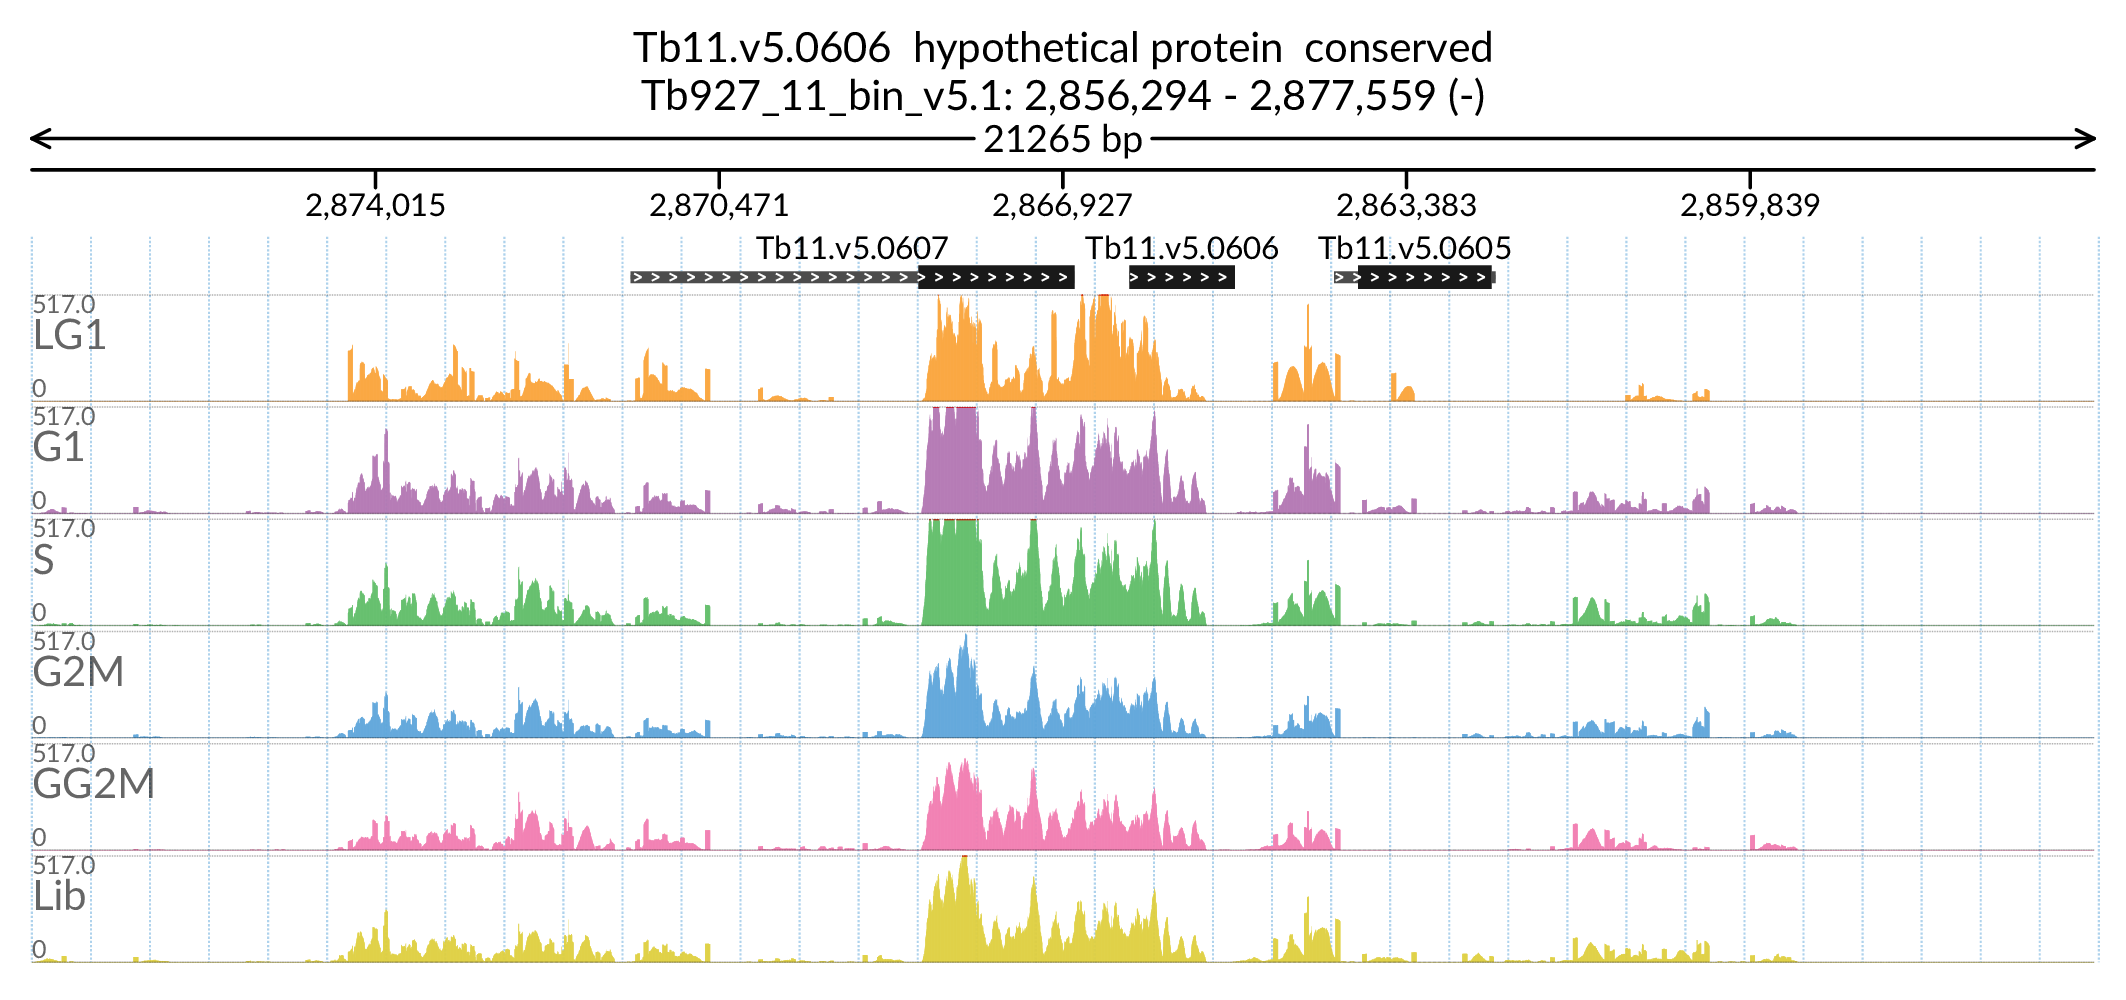 Tb11.v5.0606  hypothetical protein  conserved
Tb927_11_bin_v5.1: 2,856,294 - 2,877,559 (-)
21265 bp
2,874,015 2,870,471 2,866,927 2,863,383 2,859,839
Tb11.v5.0607 Tb11.v5.0606 Tb11.v5.0605
517.0
LG1
0
517.0
G1
0
517.0
S
0
517.0
G2M
0
517.0
GG2M
0
517.0
Lib
0